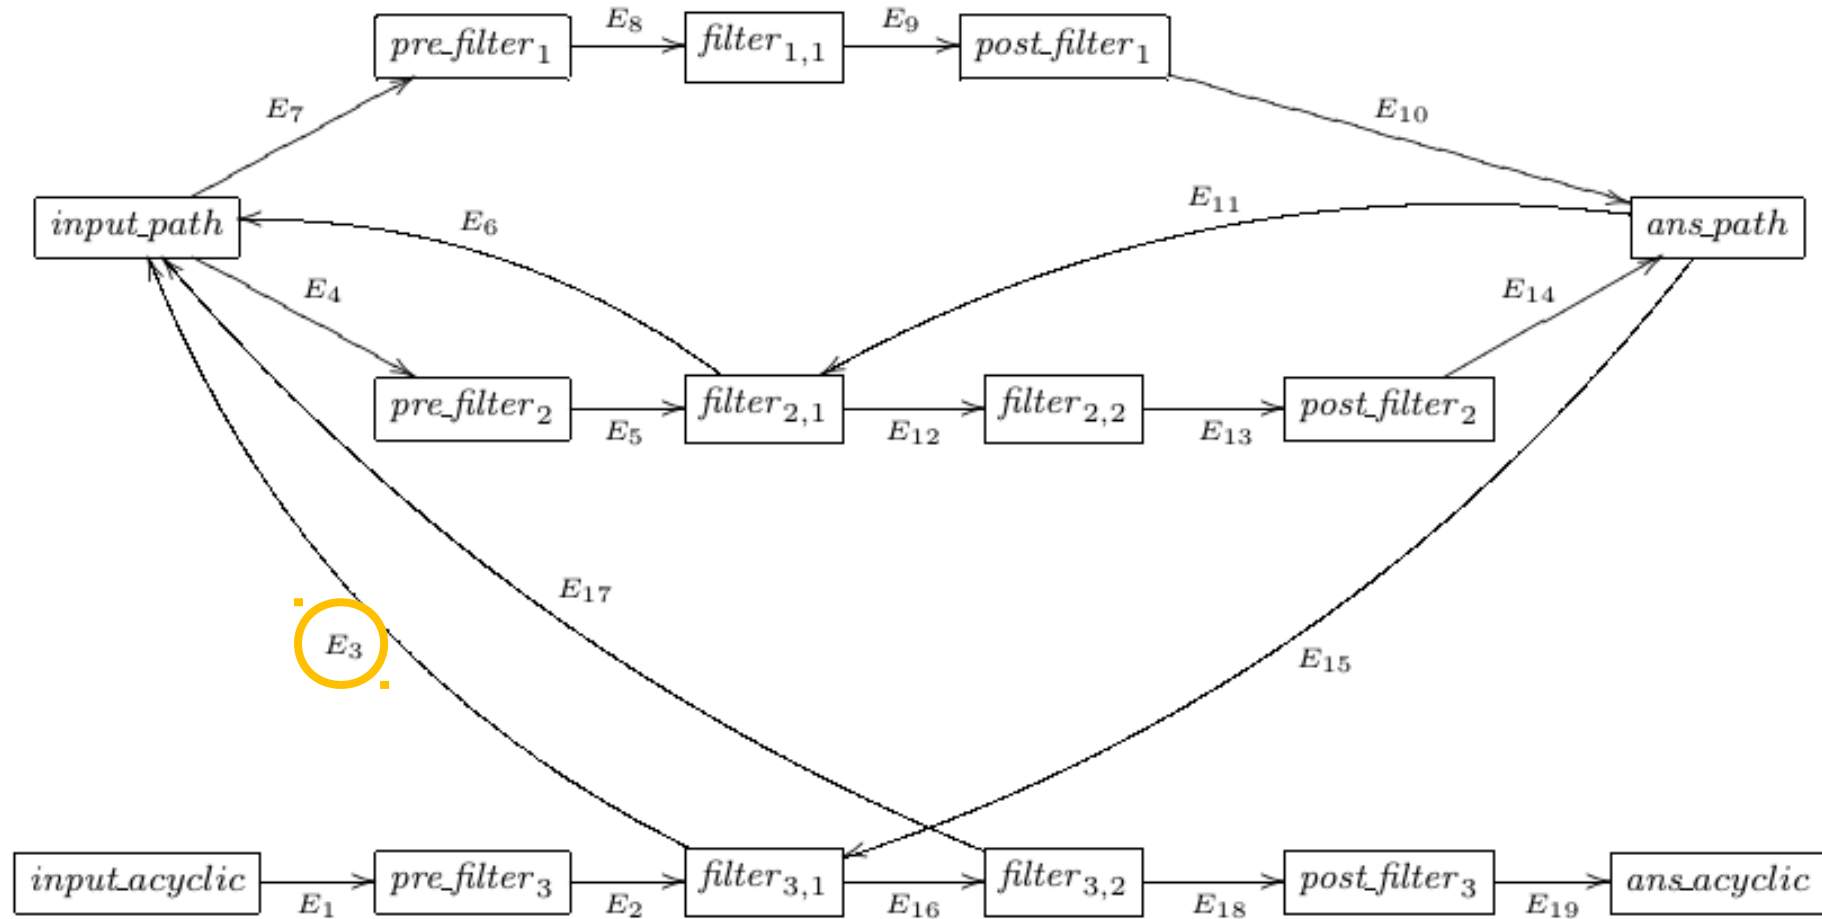 E8 E9
pre_filter1 filter1,1 post_filter1
E7 E10
E11
input_path E6 ans_path
E4 E14
pre_filter2 filter2,1 filter2,2 post_filter2
E5 E12 E13
E17
E3 E15
input_acyclic pre_filter3 filter3,1 filter3,2 post_filter3 ans_acyclic
E1 E2 E16 E18 E19